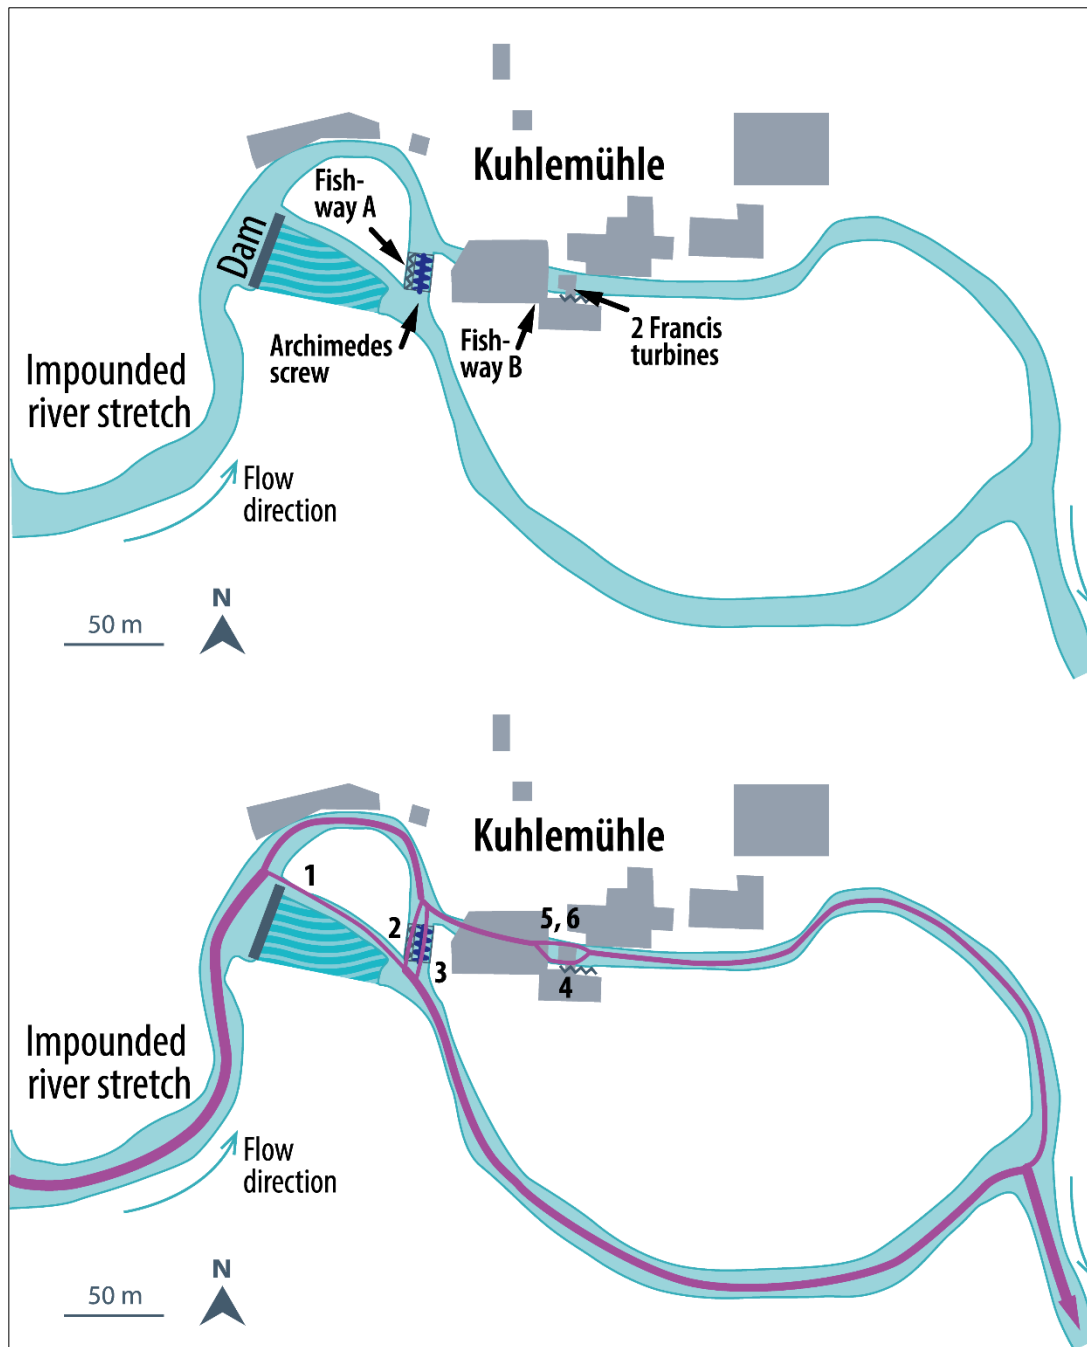 Kuhlemühle
Fish-
way A
Dam
Archimedes
screw
Fish-
way B
2 Francis
turbines
Impounded
river stretch
Flow
direction
N
50 m
Kuhlemühle
1
2
3
5, 6
4
Impounded
river stretch
Flow
direction
N
50 m